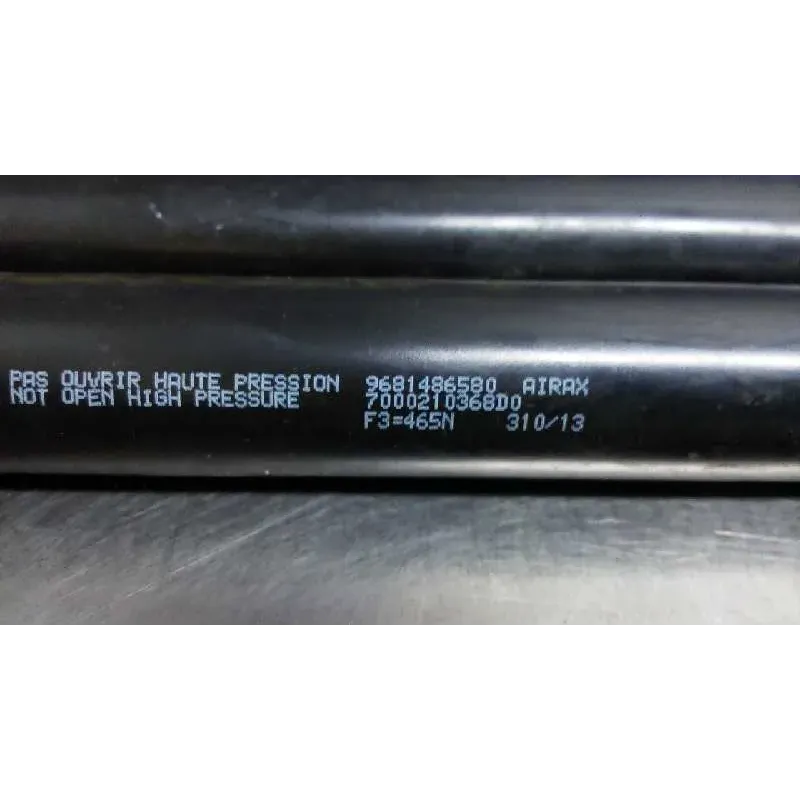 PAS OUVRIR HAUTE PRESSION 9681486580 AIRAX
NOT OPEN HIGH PRESSURE 7000210368D0
F3=465N 310/13